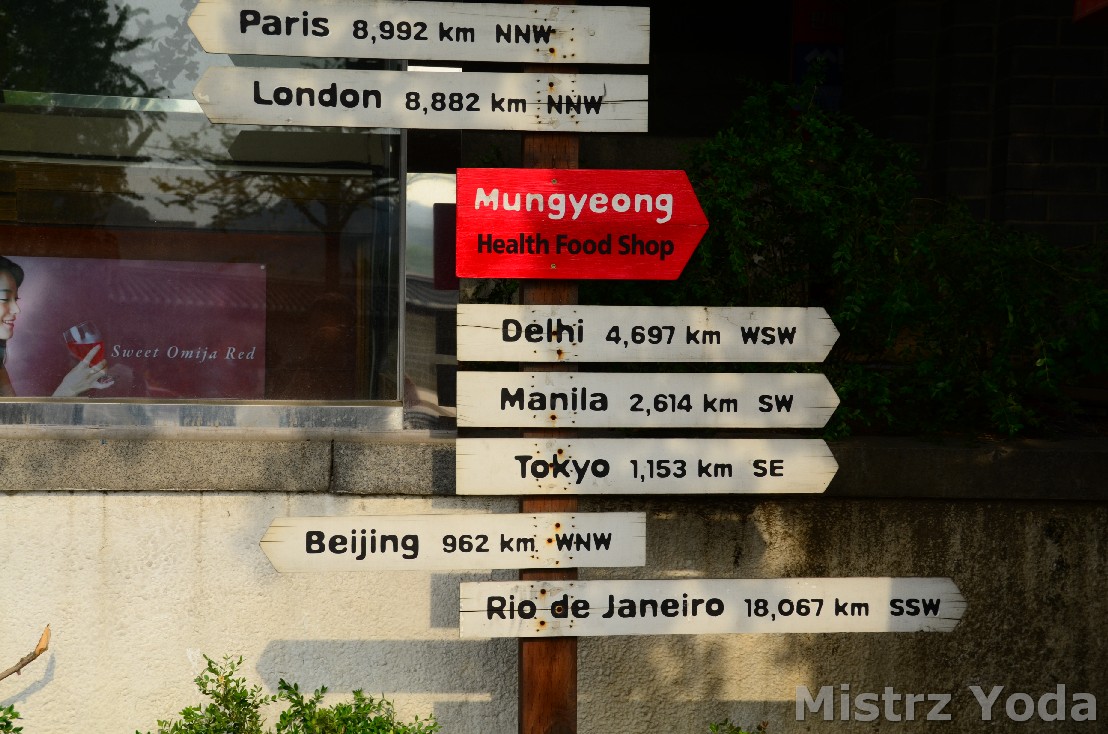 Paris 8,992 km NNW
London 8,882 km NNW
Mungyeong
Health Food Shop
Delhi 4,697 km WSW
Manila 2,614 km SW
Sweet Omija Red
Tokyo 1,153 km SE
Beijing 962 km WNW
Rio de Janeiro 18,067 km SSW
Mistrz Yoda